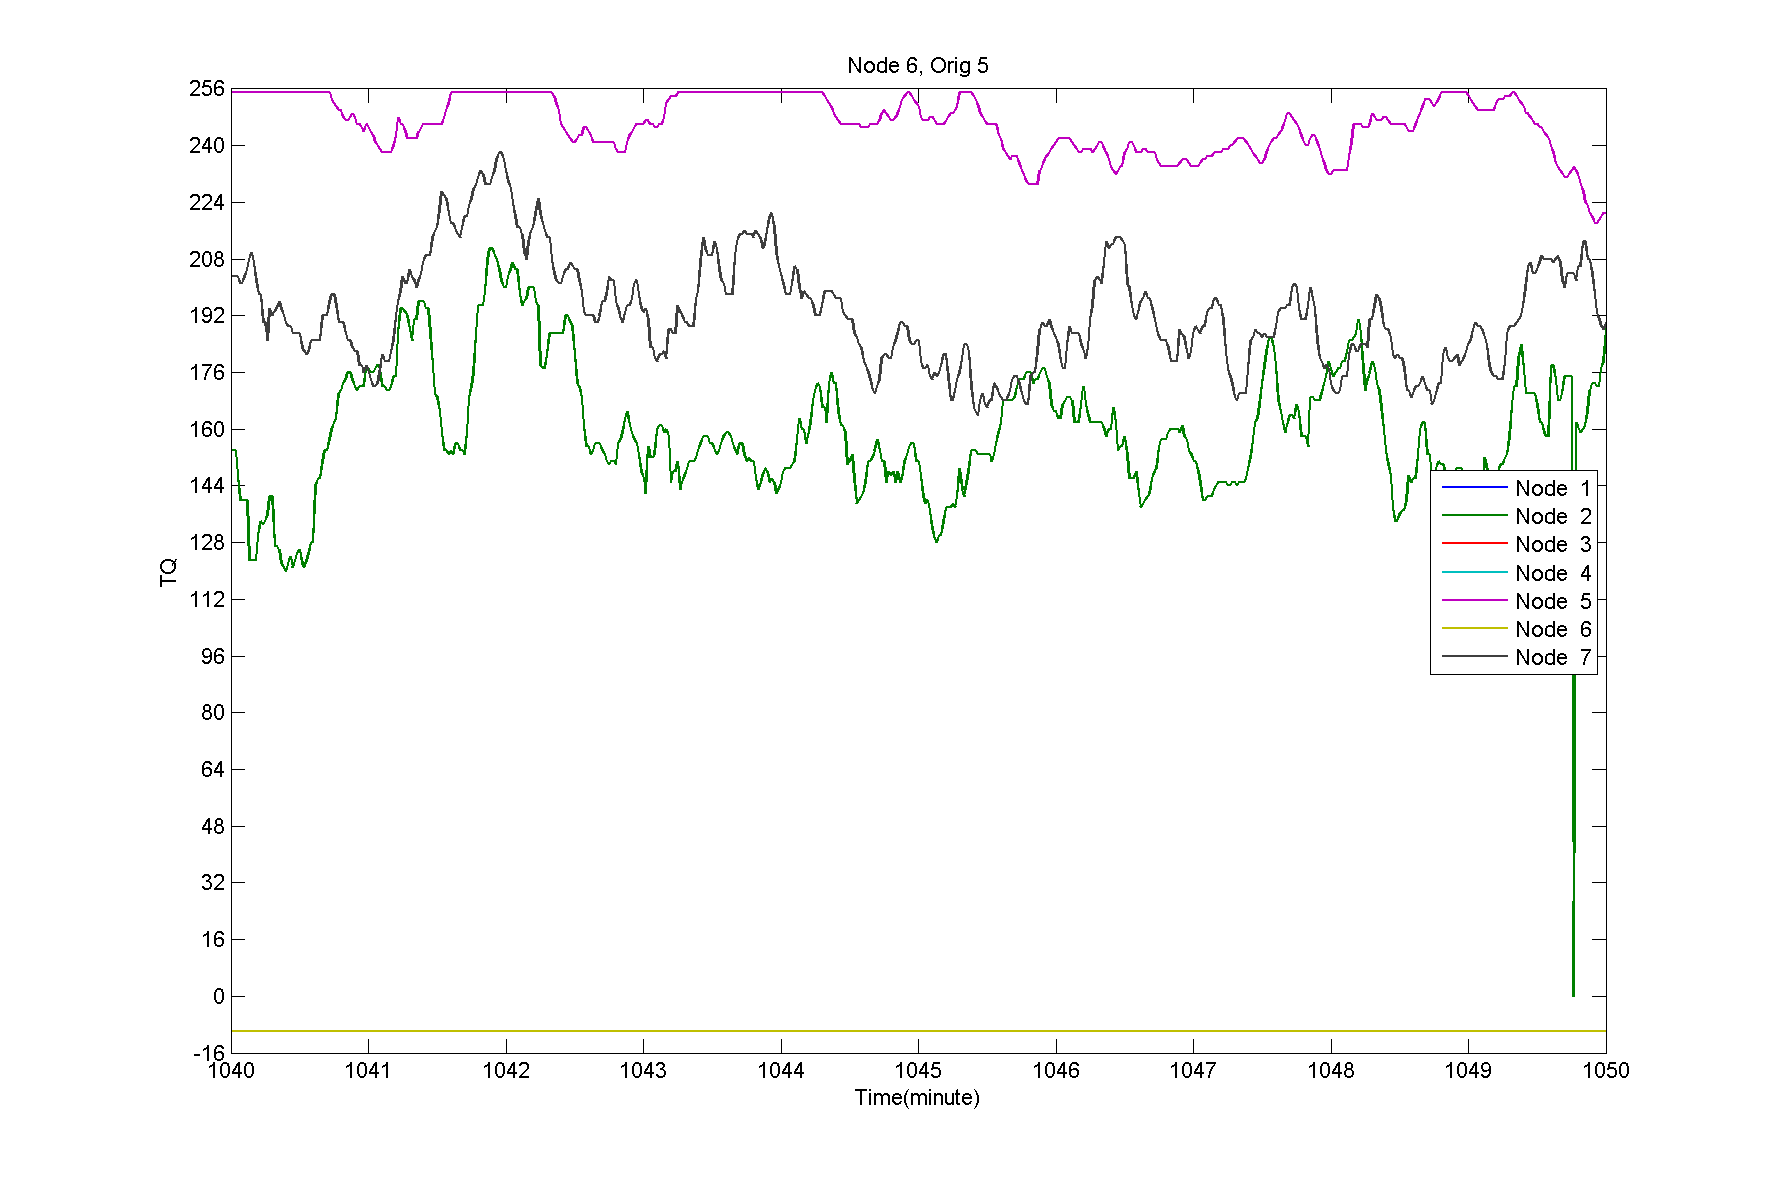 Node 6, Orig 5
256
240
224
208
192
176
160
144
128
112
96
80
64
48
32
16
0
-16
TQ
Node 1
Node 2
Node 3
Node 4
Node 5
Node 6
Node 7
1040 1041 1042 1043 1044 1045 1046 1047 1048 1049 1050
Time(minute)